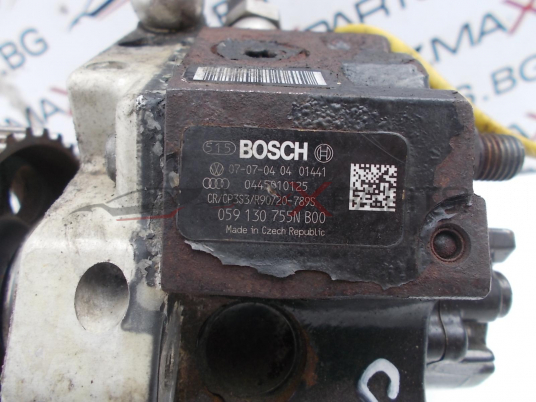 515 BOSCH
07-07-04 04 01441
0445010125
CR/CP3S3/R90/20-789S
059 130 755N B00
Made in Czech Republic
C